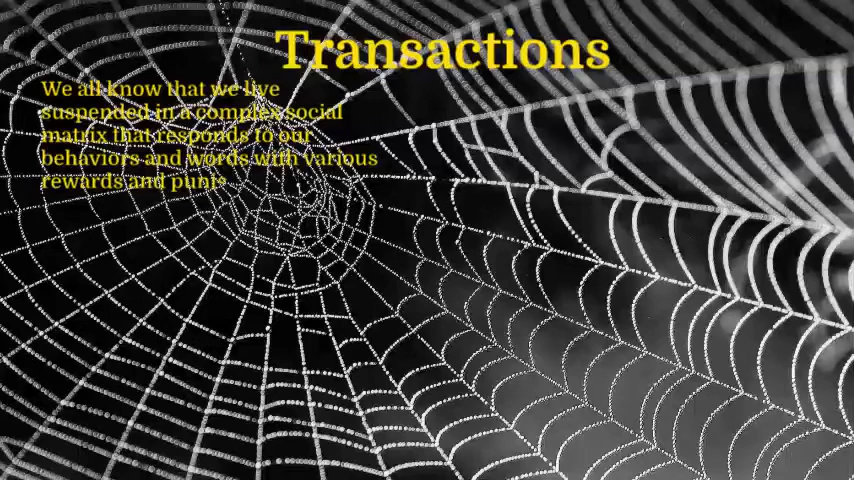 Transactions
We all know that we live
suspended in a complex social
matrix that responds to our
behaviors and words with various
rewards and punis